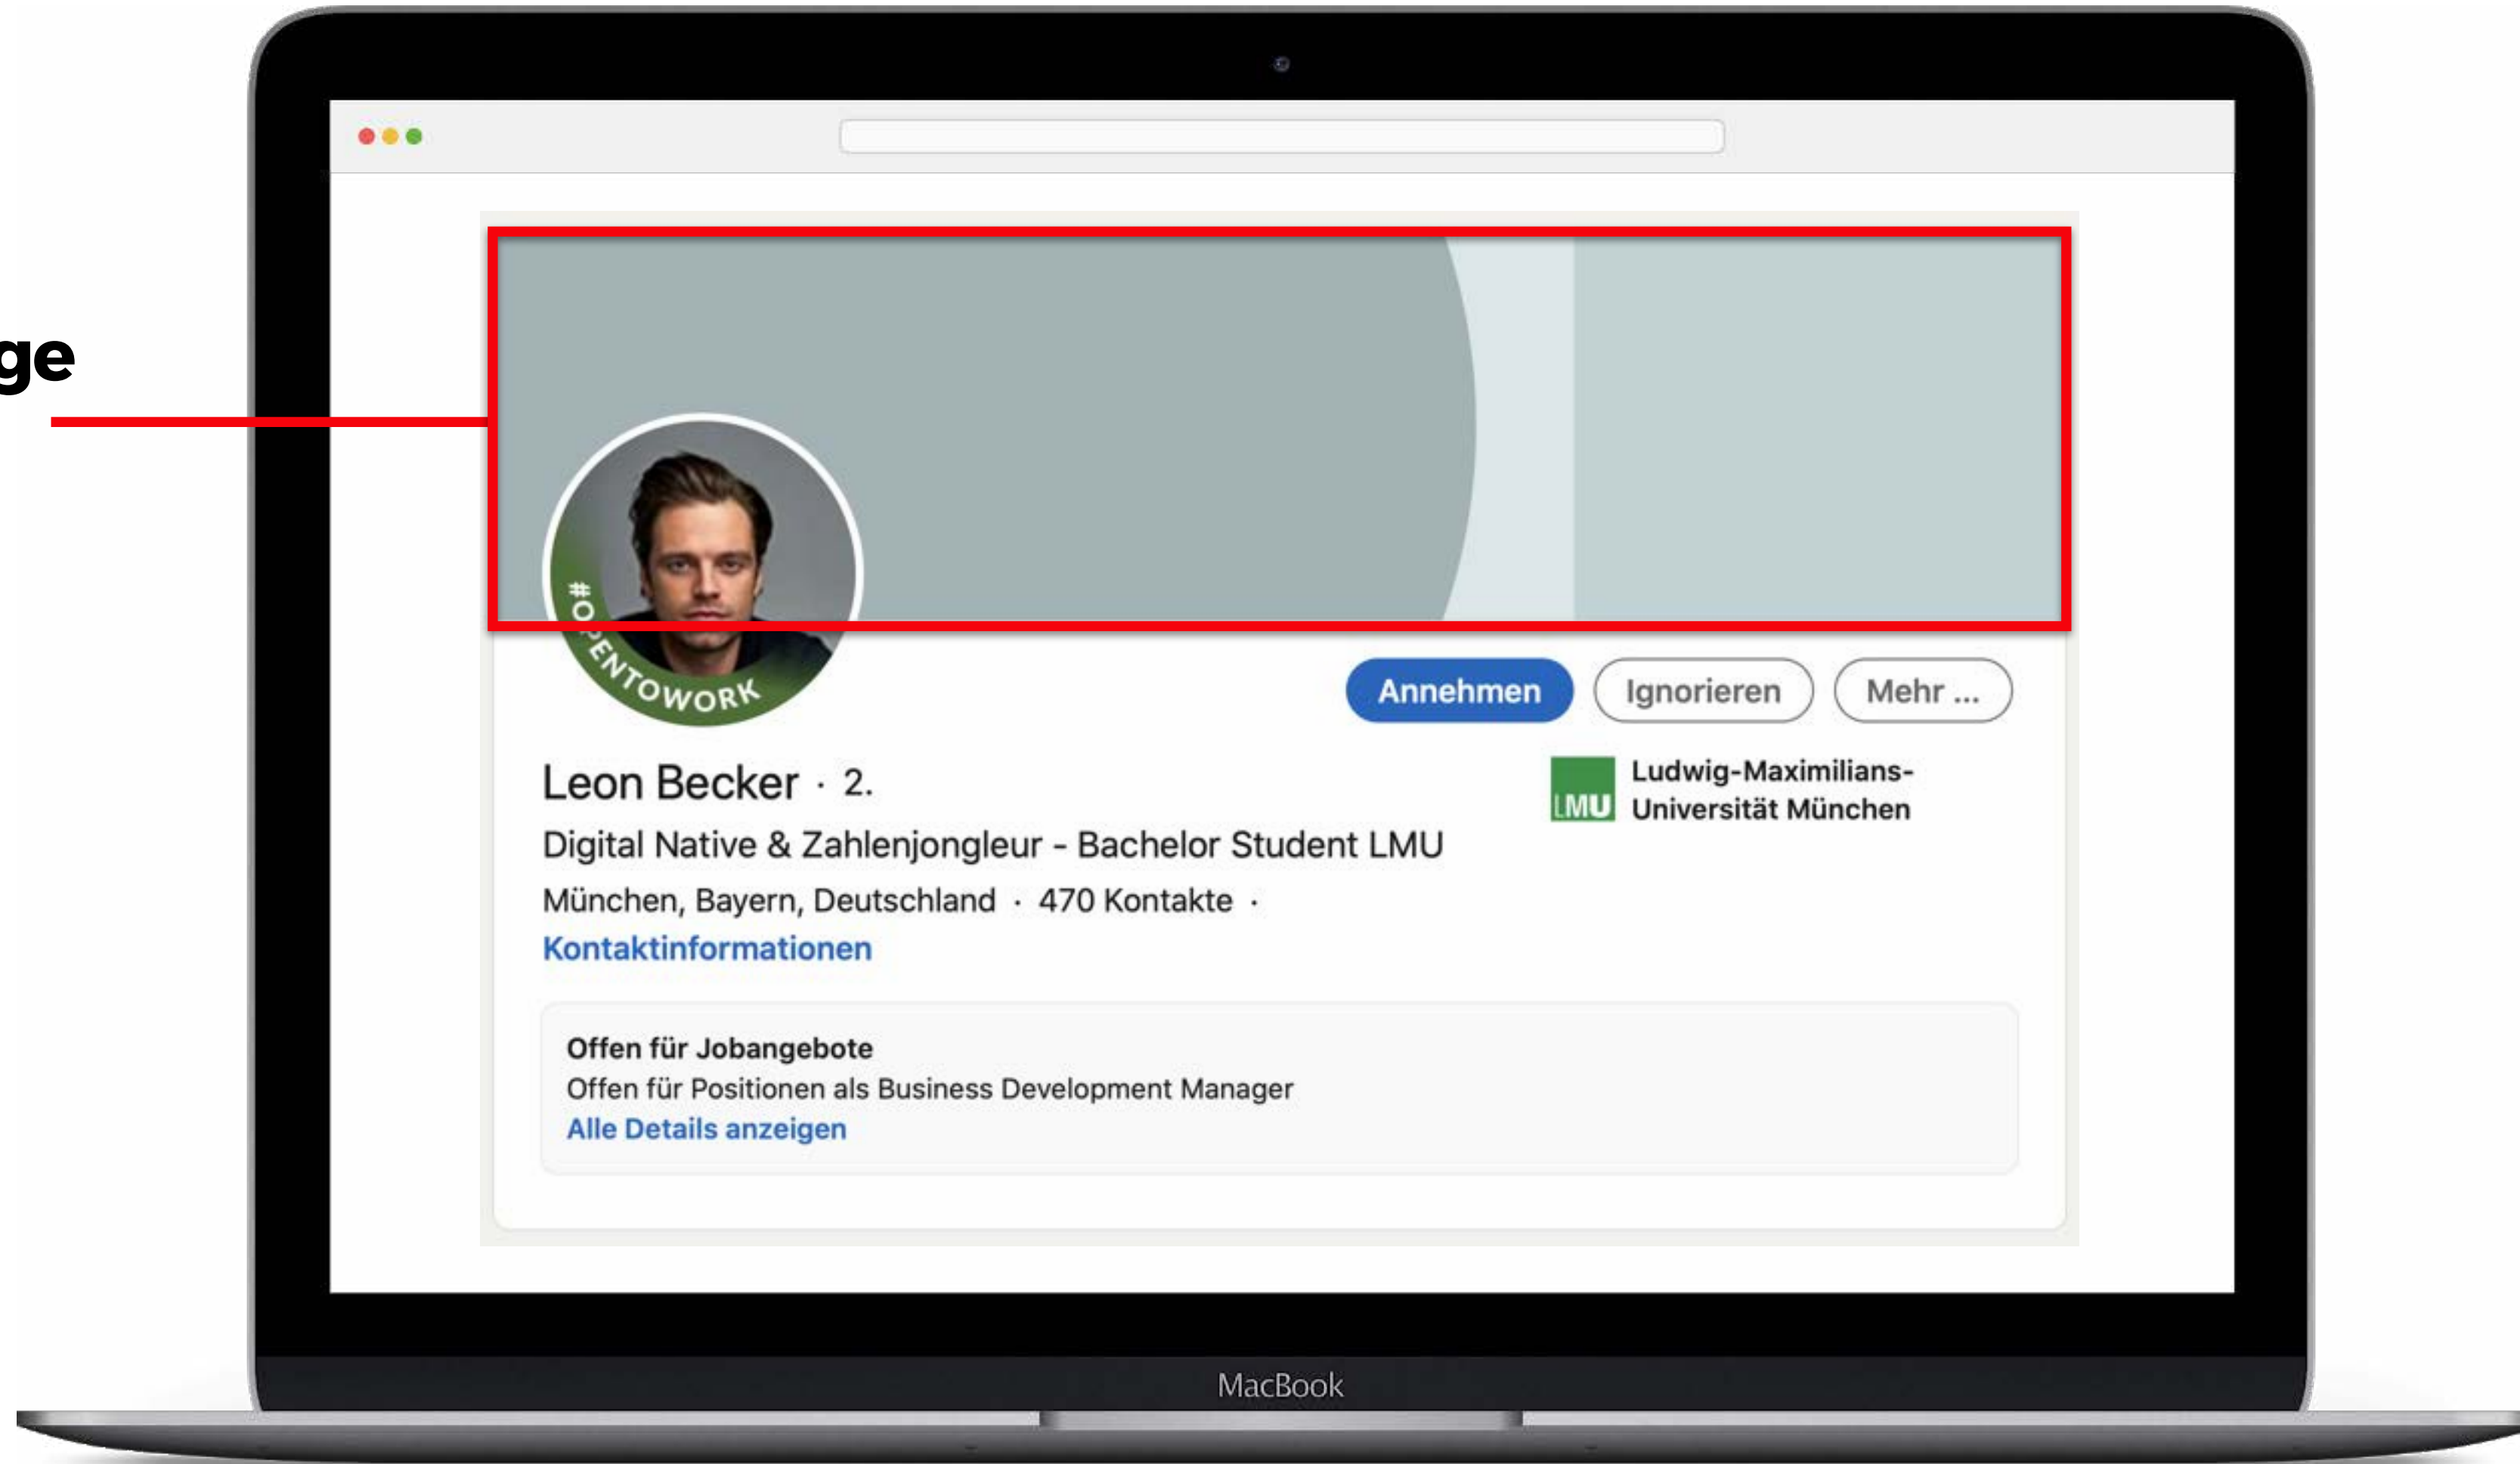 ge
#OPENTOWORK
Annehmen
Ignorieren
Mehr ...
Leon Becker · 2.
Digital Native & Zahlenjongleur - Bachelor Student LMU
München, Bayern, Deutschland · 470 Kontakte ·
Kontaktinformationen
LMU
Ludwig-Maximilians-
Universität München
Offen für Jobangebote
Offen für Positionen als Business Development Manager
Alle Details anzeigen
MacBook